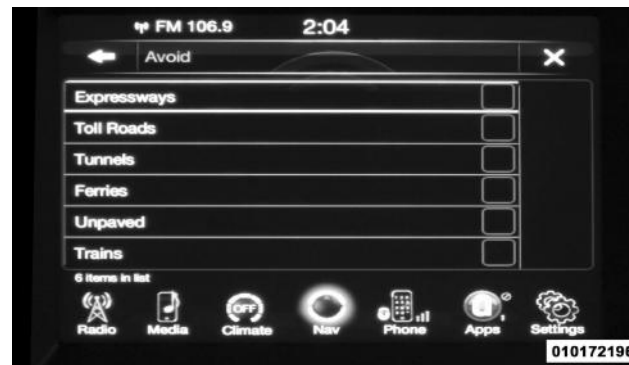 FM 106.9 2:04
Avoid
Expressways
Toll Roads
Tunnels
Ferries
Unpaved
Trains
6 items in list
OFF
Radio Media Climate Nav Phone Apps Settings
010172196